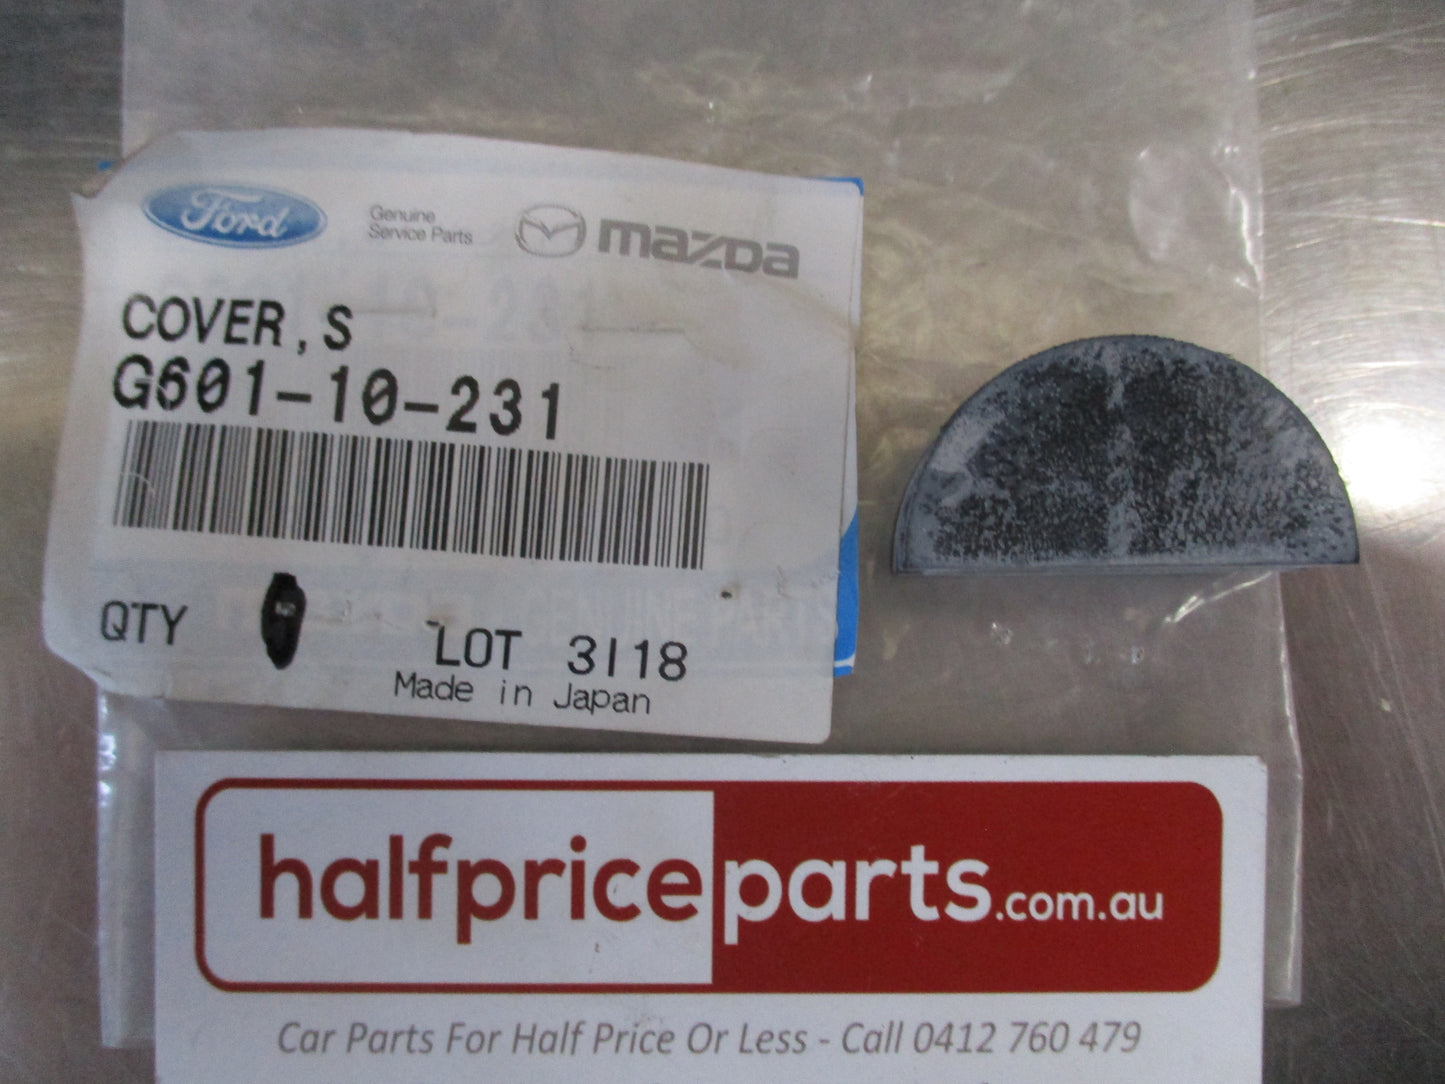 Ford
Genuine
Service Parts
mazda
COVER,S
G601-10-231
QTY
LOT 3I18
Made in Japan
halfpriceparts.com.au
Car Parts For Half Price Or Less - Call 0412 760 479